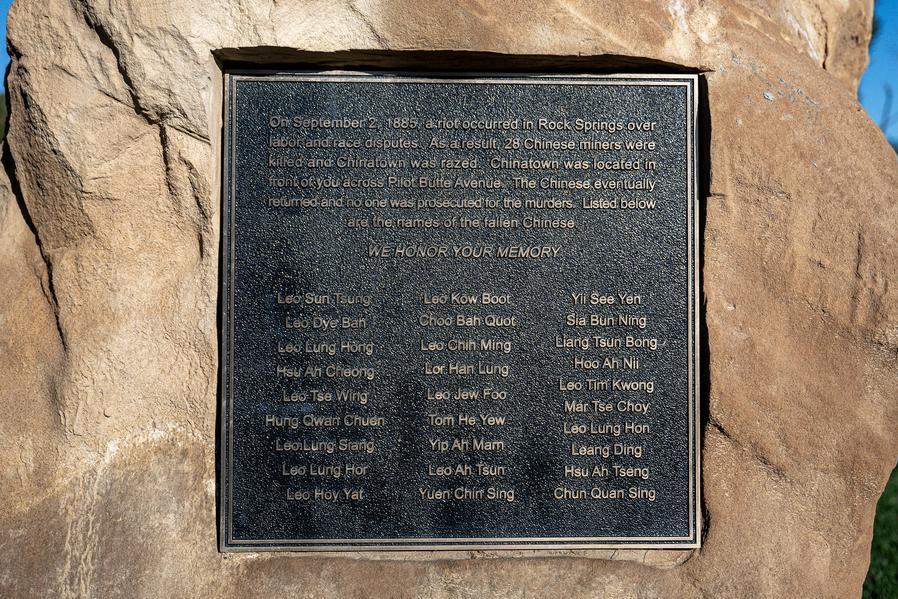 On September 2, 1885, a riot occurred in Rock Springs over
labor and race disputes. As a result, 28 Chinese miners were
killed and Chinatown was razed. Chinatown was located in
front of you across Pilot Butte Avenue. The Chinese eventually
returned and no one was prosecuted for the murders. Listed below
are the names of the fallen Chinese.
WE HONOR YOUR MEMORY
Leo Sun Tsung
Leo Dye Bah
Leo Lung Hong
Hsu Ah Cheong
Leo Tse Wing
Hung Qwan Chuen
Leo Lung Siang
Leo Lung Hor
Leo Hoy Yat
Leo Kow Boot
Choo Bah Quot
Leo Chih Ming
Lor Han Lung
Leo Jew Foo
Tom He Yew
Yip Ah Mam
Leo Ah Tsun
Yuen Chin Sing
Yii See Yen
Sia Bun Ning
Liang Tsun Bong
Hoo Ah Nii
Leo Tim Kwong
Mar Tse Choy
Leo Lung Hon
Leang Ding
Hsu Ah Tseng
Chun Quan Sing